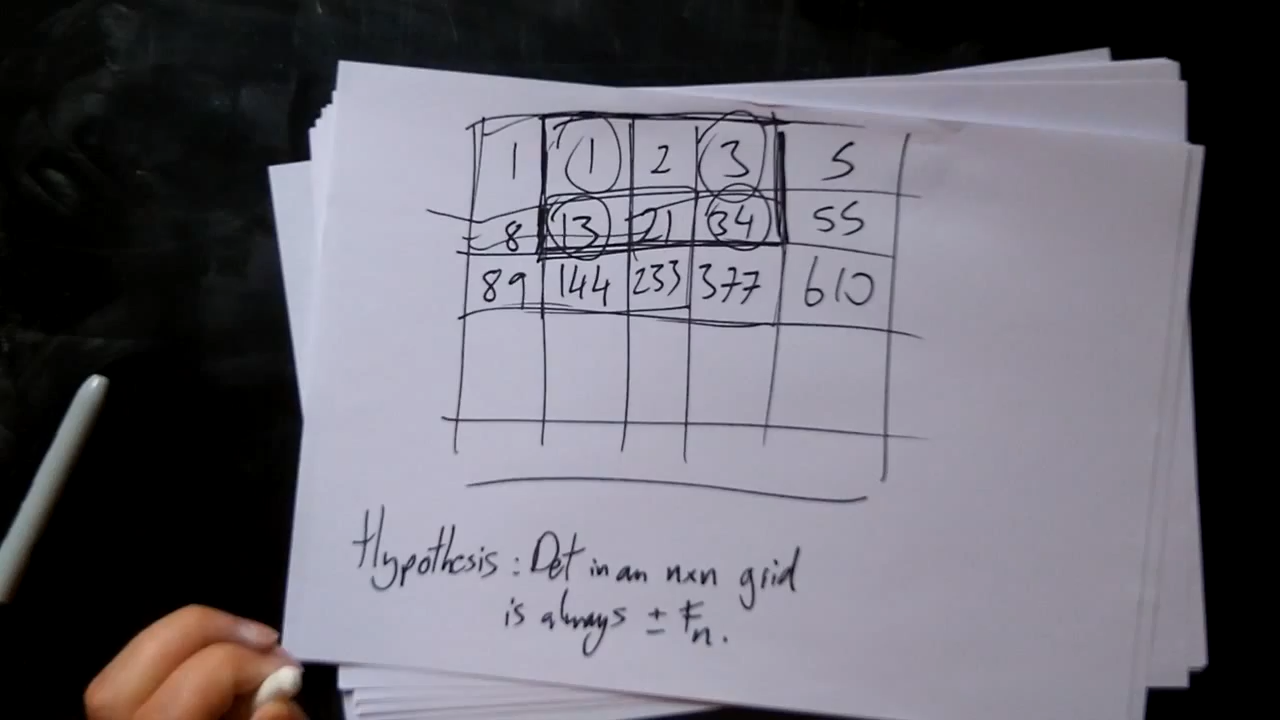 1 1 2 3 5
8 13 21 34 55
89 144 233 377 610
Hypothesis: Det in an nxn grid
is always ± Fn.